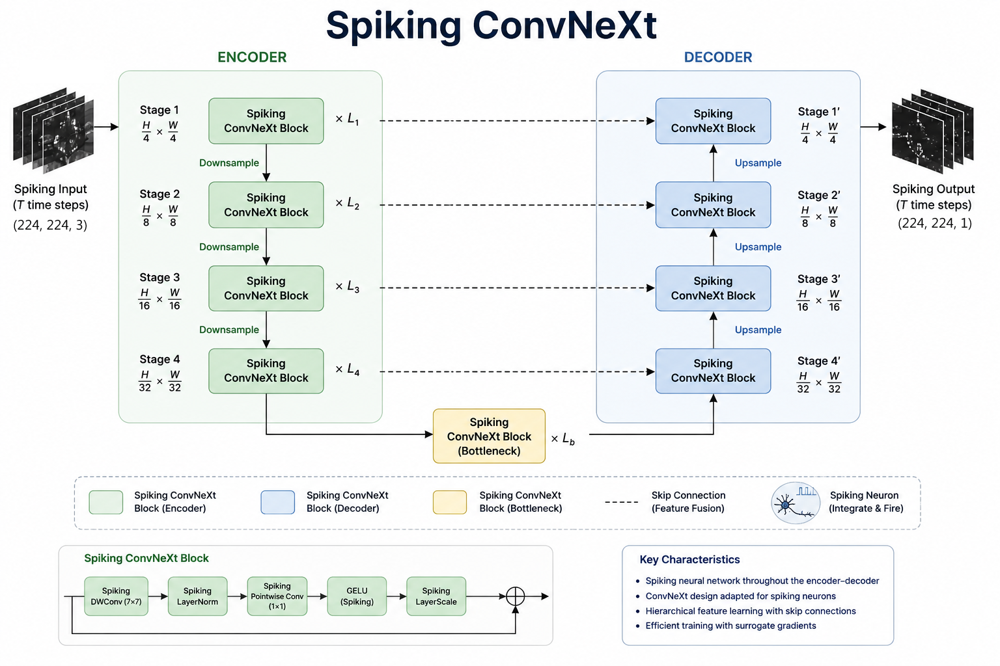 Spiking ConvNeXt
ENCODER
DECODER
Spiking Input
(T time steps)
(224, 224, 3)
Stage 1
H/4 × W/4
Spiking
ConvNeXt Block
× L1
Downsample
Stage 2
H/8 × W/8
Spiking
ConvNeXt Block
× L2
Downsample
Stage 3
H/16 × W/16
Spiking
ConvNeXt Block
× L3
Downsample
Stage 4
H/32 × W/32
Spiking
ConvNeXt Block
× L4
Spiking
ConvNeXt Block
(Bottleneck)
× Lb
Spiking
ConvNeXt Block
Stage 1′
H/4 × W/4
Upsample
Spiking
ConvNeXt Block
Stage 2′
H/8 × W/8
Upsample
Spiking
ConvNeXt Block
Stage 3′
H/16 × W/16
Upsample
Spiking
ConvNeXt Block
Stage 4′
H/32 × W/32
Spiking Output
(T time steps)
(224, 224, 1)
Spiking ConvNeXt
Block (Encoder)
Spiking ConvNeXt
Block (Decoder)
Spiking ConvNeXt
Block (Bottleneck)
Skip Connection
(Feature Fusion)
Spiking Neuron
(Integrate & Fire)
Spiking ConvNeXt Block
Spiking
DWConv (7×7)
Spiking
LayerNorm
Spiking
Pointwise Conv
(1×1)
GELU
(Spiking)
Spiking
LayerScale
Key Characteristics
• Spiking neural network throughout the encoder–decoder
• ConvNeXt design adapted for spiking neurons
• Hierarchical feature learning with skip connections
• Efficient training with surrogate gradients